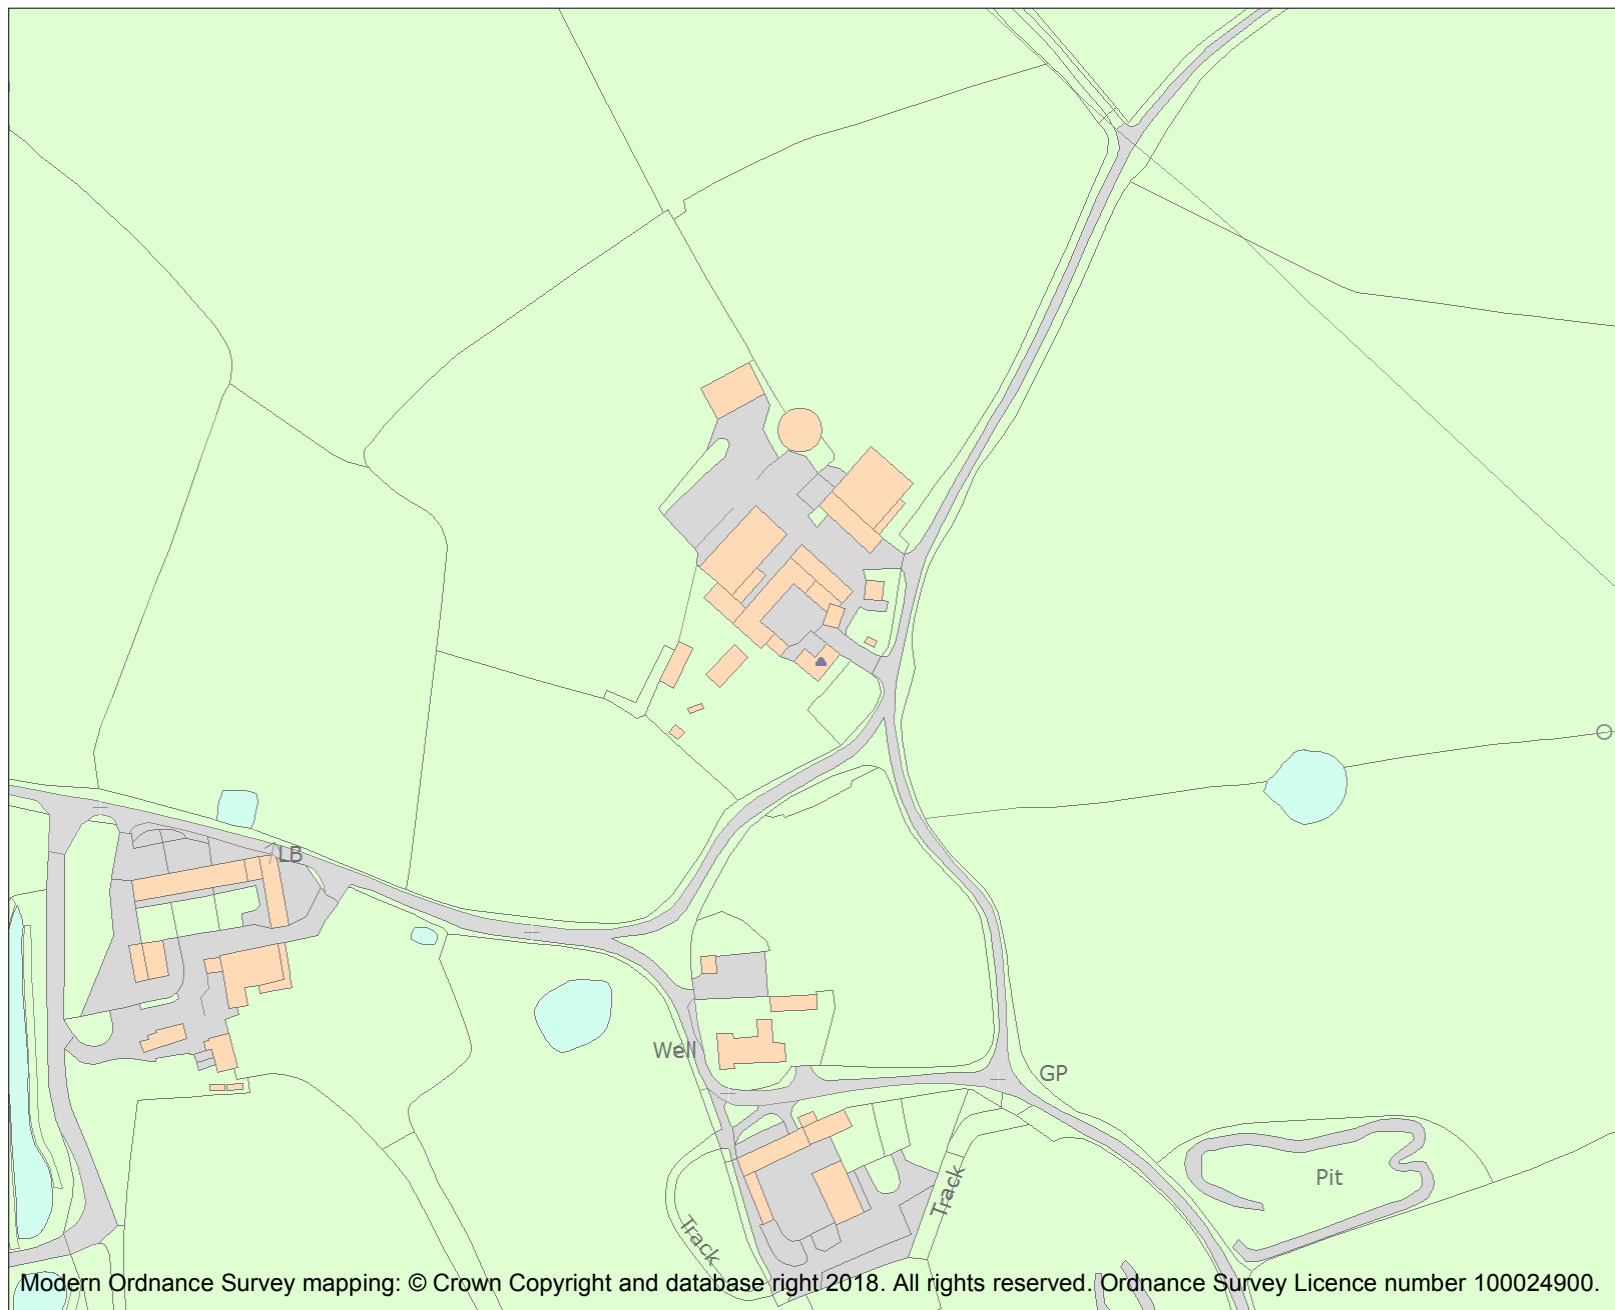 LB
Well
GP
Pit
Track
Track
Modern Ordnance Survey mapping: © Crown Copyright and database right 2018. All rights reserved. Ordnance Survey Licence number 100024900.